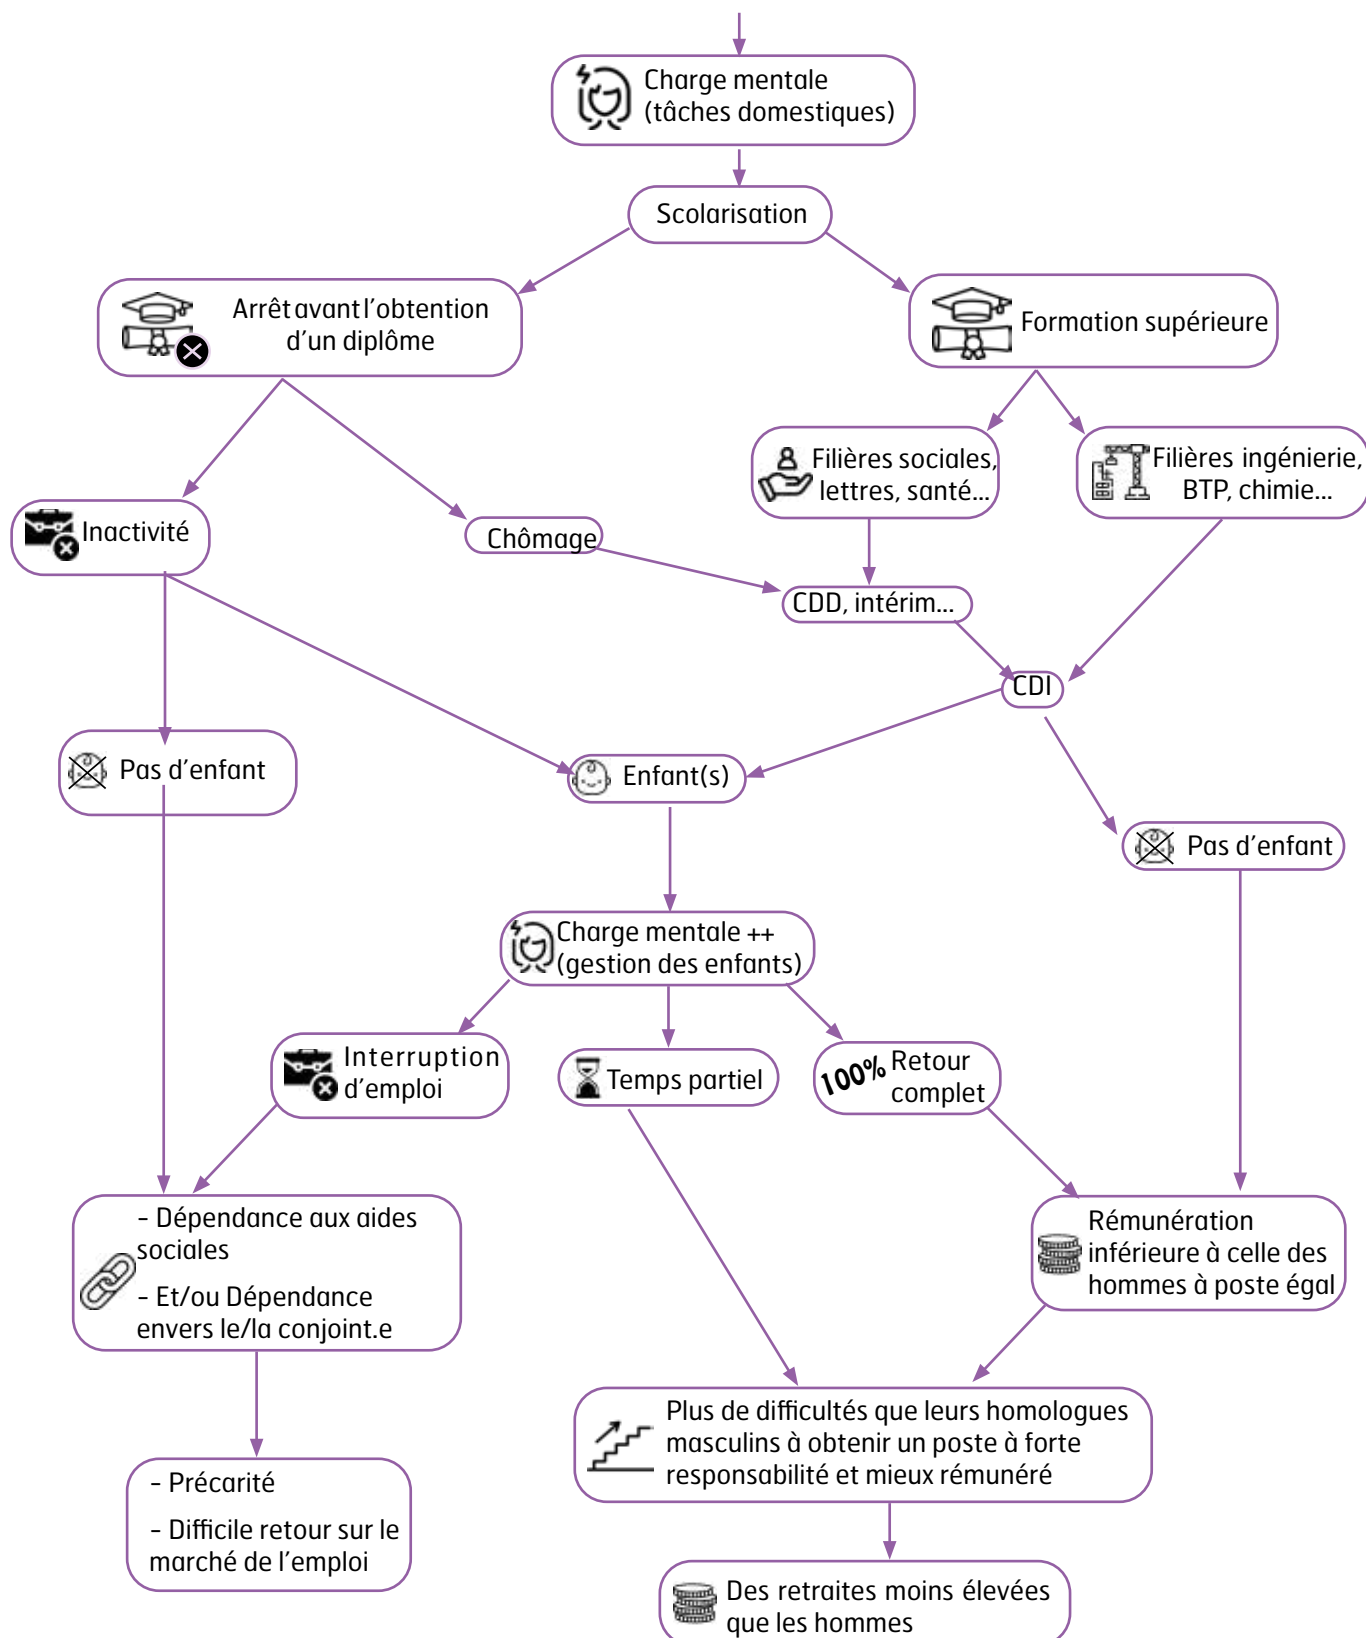 Charge mentale
(tâches domestiques)
Scolarisation
Arrêt avant l'obtention
d'un diplôme
Formation supérieure
Filières sociales,
lettres, santé...
Filières ingénierie,
BTP, chimie...
Inactivité
Chômage
CDD, intérim...
CDI
Pas d'enfant
Enfant(s)
Pas d'enfant
Charge mentale ++
(gestion des enfants)
Interruption
d'emploi
Temps partiel
100% Retour
complet
- Dépendance aux aides
sociales
- Et/ou Dépendance
envers le/la conjoint.e
Rémunération
inférieure à celle des
hommes à poste égal
Plus de difficultés que leurs homologues
masculins à obtenir un poste à forte
responsabilité et mieux rémunéré
- Précarité
- Difficile retour sur le
marché de l'emploi
Des retraites moins élevées
que les hommes